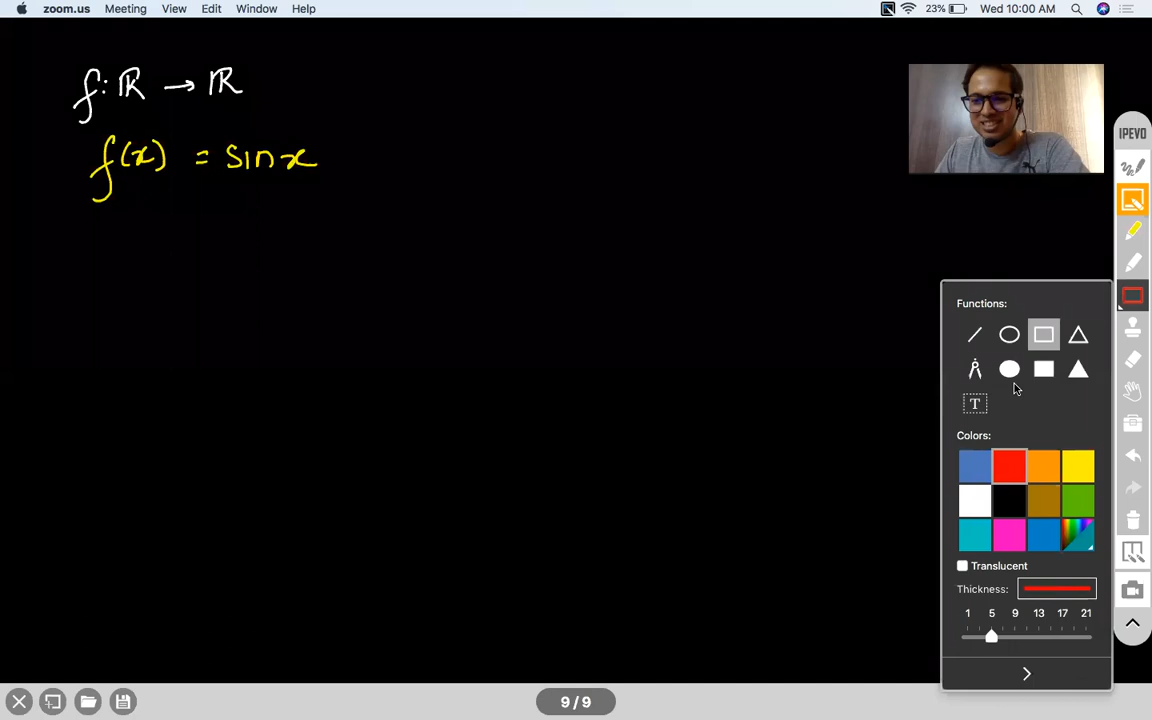 zoom.us Meeting View Edit Window Help 23% Wed 10:00 AM
f: ℝ → ℝ
f(x) = sin x
IPEVO
Functions:
T
Colors:
Translucent
Thickness:
1 5 9 13 17 21
9 / 9